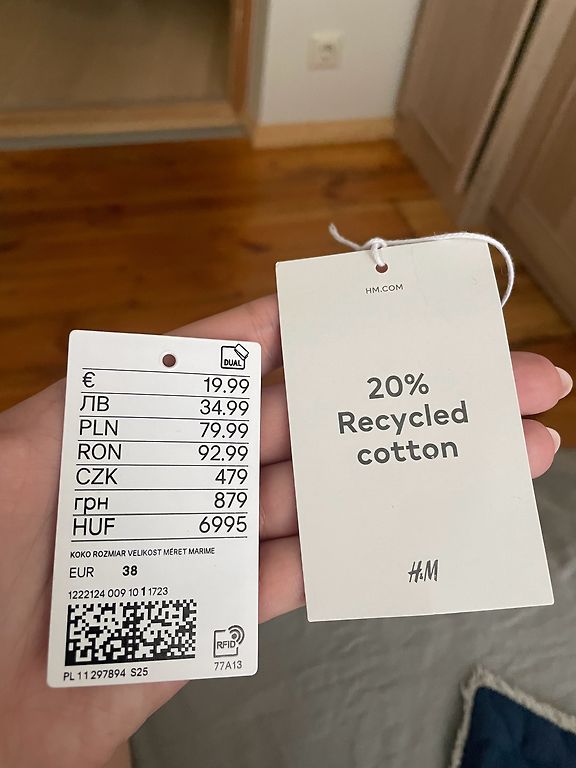 DUAL
€ 19.99
ЛВ 34.99
PLN 79.99
RON 92.99
CZK 479
грн 879
HUF 6995
KOKO ROZMIAR VELIKOST MÉRET MARIME
EUR 38
1222124 009 10 1 1723
RFID
77A13
PL 11 297894 S25
HM.COM
20%
Recycled
cotton
H&M